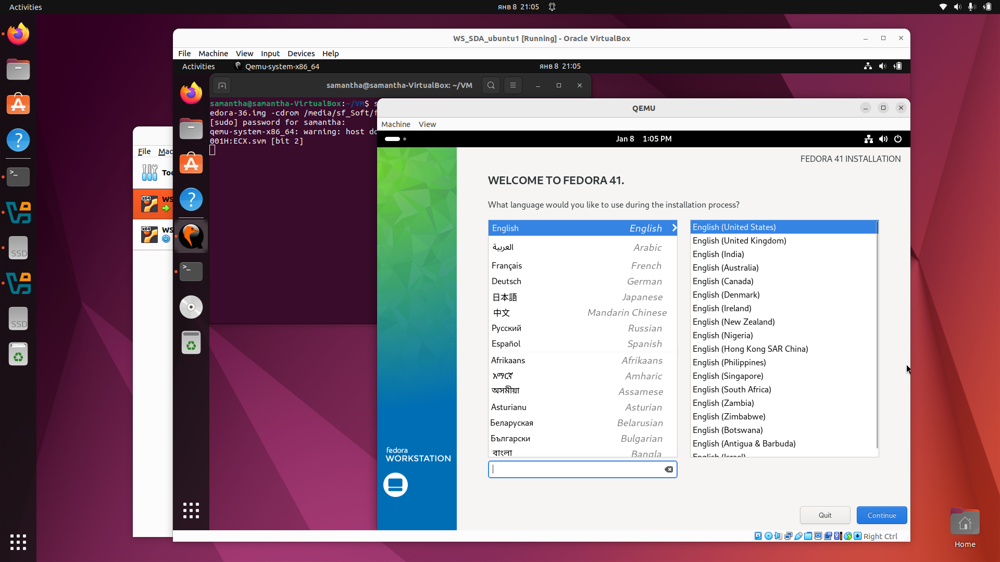 Activities
янв 8 21:05
WS_SDA_ubuntu1 [Running] - Oracle VirtualBox
File Machine View Input Devices Help
Activities Qemu-system-x86_64 янв 8 21:05
samantha@samantha-VirtualBox: ~/VM
samantha@samantha-VirtualBox:~/VM$ s
edora-36.img -cdrom /media/sf_Soft/f
[sudo] password for samantha:
qemu-system-x86_64: warning: host do
001H:ECX.svm [bit 2]
File Mac
Too
x64 WS
x64 WS
SSD
SSD
QEMU
Machine View
Jan 8 1:05 PM
FEDORA 41 INSTALLATION
WELCOME TO FEDORA 41.
What language would you like to use during the installation process?
English English
العربية Arabic
Français French
Deutsch German
日本語 Japanese
中文 Mandarin Chinese
Русский Russian
Español Spanish
Afrikaans Afrikaans
አማርኛ Amharic
অসমীয়া Assamese
Asturianu Asturian
Беларуская Belarusian
Български Bulgarian
বাংলা Bangla
English (United States)
English (United Kingdom)
English (India)
English (Australia)
English (Canada)
English (Denmark)
English (Ireland)
English (New Zealand)
English (Nigeria)
English (Hong Kong SAR China)
English (Philippines)
English (Singapore)
English (South Africa)
English (Zambia)
English (Zimbabwe)
English (Botswana)
English (Antigua & Barbuda)
English (Israel)
fedora
WORKSTATION
Quit Continue
Right Ctrl
Home